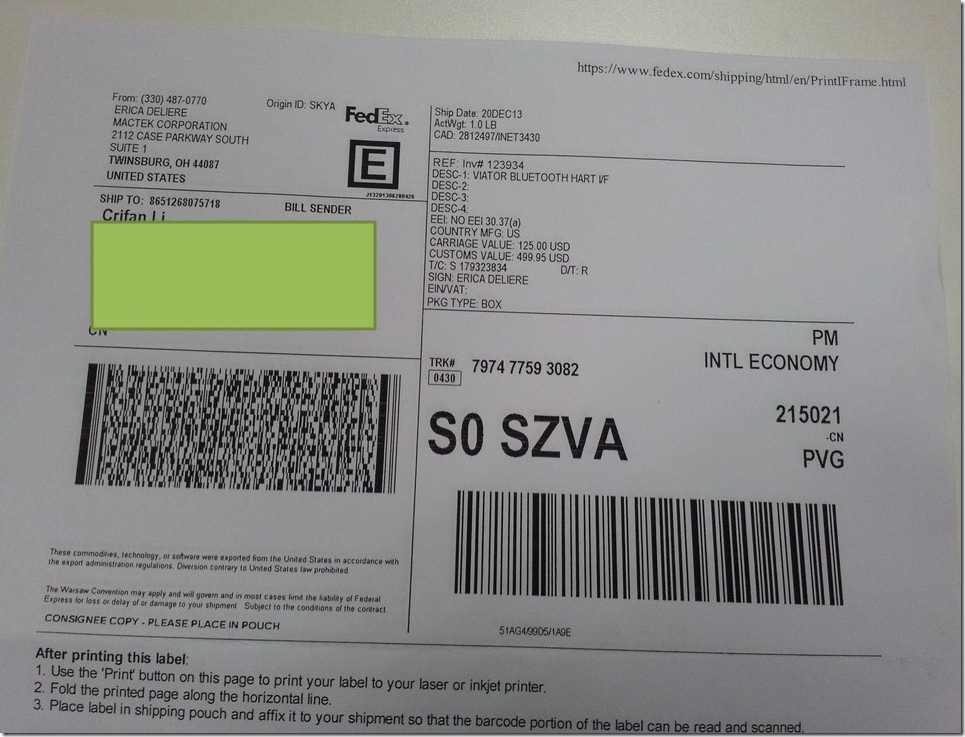 https://www.fedex.com/shipping/html/en/PrintIFrame.html
From: (330) 487-0770
Origin ID: SKYA
ERICA DELIERE
MACTEK CORPORATION
2112 CASE PARKWAY SOUTH
SUITE 1
TWINSBURG, OH 44087
UNITED STATES
FedEx
Express
E
J13201306280426
Ship Date: 20DEC13
ActWgt: 1.0 LB
CAD: 2812497/INET3430
SHIP TO: 8651268075718
BILL SENDER
Crifan Li
CN
REF: Inv# 123934
DESC-1: VIATOR BLUETOOTH HART I/F
DESC-2:
DESC-3:
DESC-4:
EEI: NO EEI 30.37(a)
COUNTRY MFG: US
CARRIAGE VALUE: 125.00 USD
CUSTOMS VALUE: 499.95 USD
T/C: S 179323834 D/T: R
SIGN: ERICA DELIERE
EIN/VAT:
PKG TYPE: BOX
PM
INTL ECONOMY
TRK# 7974 7759 3082
0430
S0 SZVA
215021
-CN
PVG
51AG4/99D5/1A9E
These commodities, technology, or software were exported from the United States in accordance with
the export administration regulations. Diversion contrary to United States law prohibited.
The Warsaw Convention may apply and will govern and in most cases limit the liability of Federal
Express for loss or delay of or damage to your shipment. Subject to the conditions of the contract
CONSIGNEE COPY - PLEASE PLACE IN POUCH
After printing this label:
1. Use the 'Print' button on this page to print your label to your laser or inkjet printer.
2. Fold the printed page along the horizontal line.
3. Place label in shipping pouch and affix it to your shipment so that the barcode portion of the label can be read and scanned.